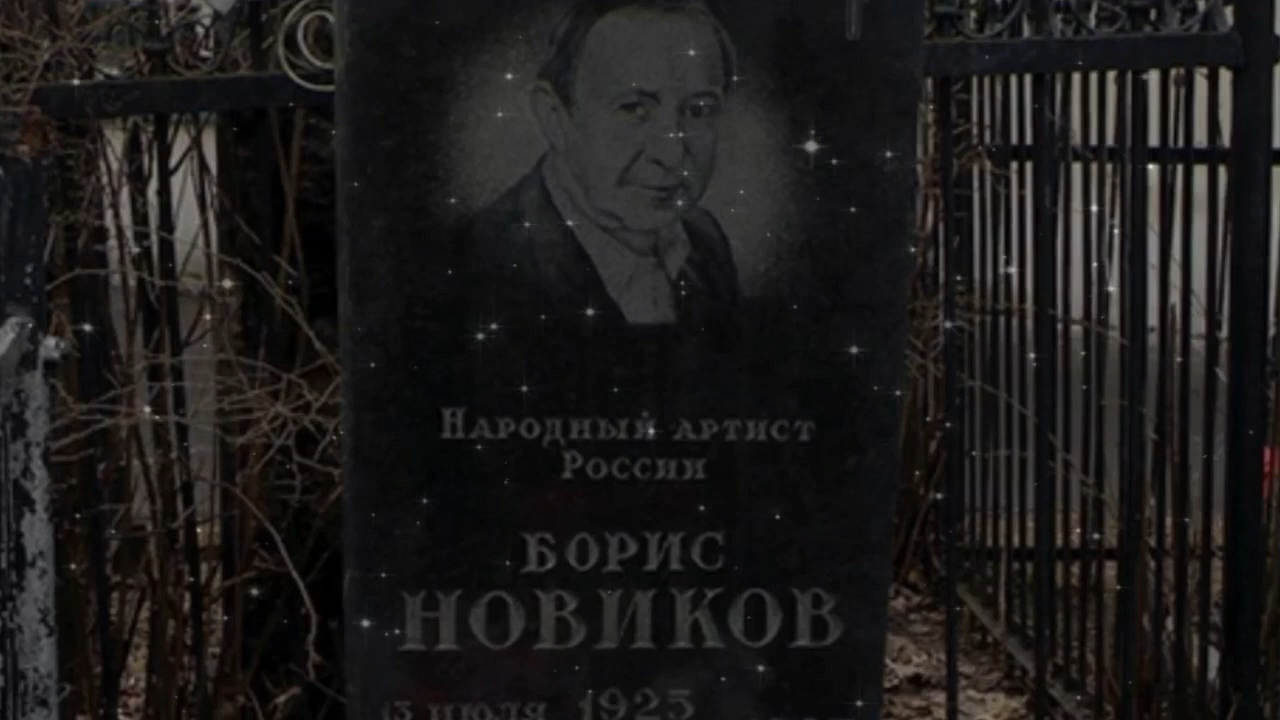 Народный артист
России
БОРИС
НОВИКОВ
13 июля 1925